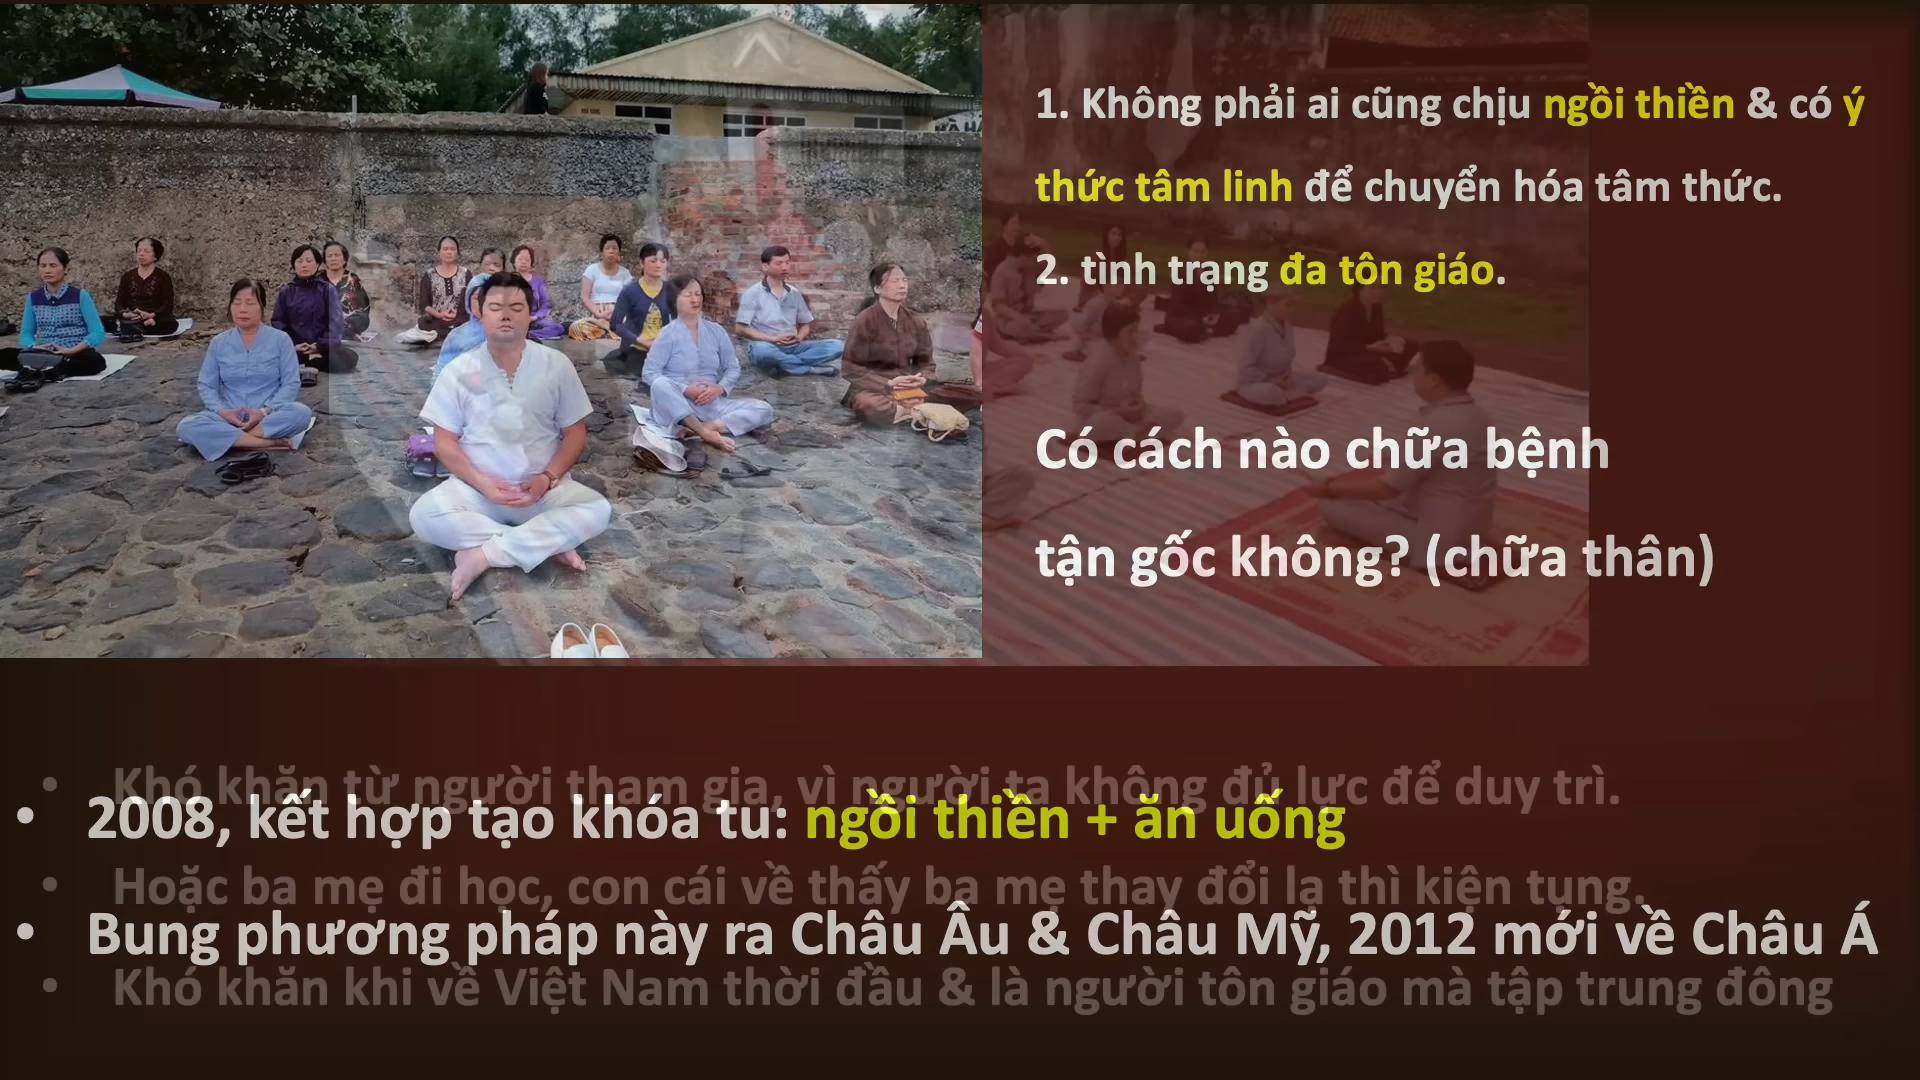 1. Không phải ai cũng chịu ngồi thiền & có ý
thức tâm linh để chuyển hóa tâm thức.
2. tình trạng đa tôn giáo.
Có cách nào chữa bệnh
tận gốc không? (chữa thân)
• Khó khăn từ người tham gia, vì người ta không đủ lực để duy trì.
• 2008, kết hợp tạo khóa tu: ngồi thiền + ăn uống
• Hoặc ba mẹ đi học, con cái về thấy ba mẹ thay đổi lạ thì kiện tụng.
• Bung phương pháp này ra Châu Âu & Châu Mỹ, 2012 mới về Châu Á
• Khó khăn khi về Việt Nam thời đầu & là người tôn giáo mà tập trung đông